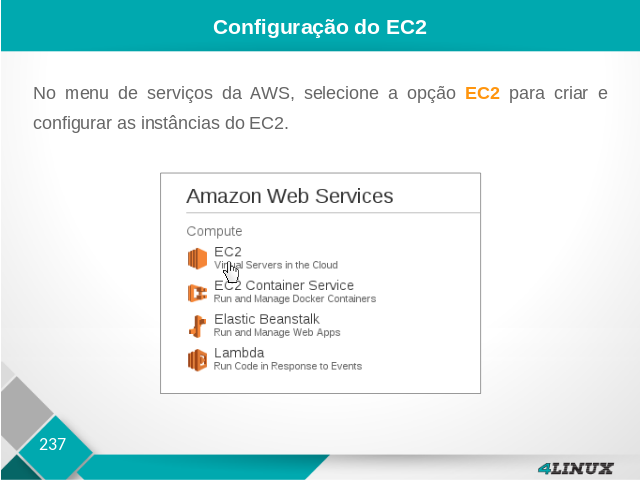 Configuração do EC2
No menu de serviços da AWS, selecione a opção EC2 para criar e
configurar as instâncias do EC2.
Amazon Web Services
Compute
EC2
Virtual Servers in the Cloud
EC2 Container Service
Run and Manage Docker Containers
Elastic Beanstalk
Run and Manage Web Apps
Lambda
Run Code in Response to Events
237
4LINUX